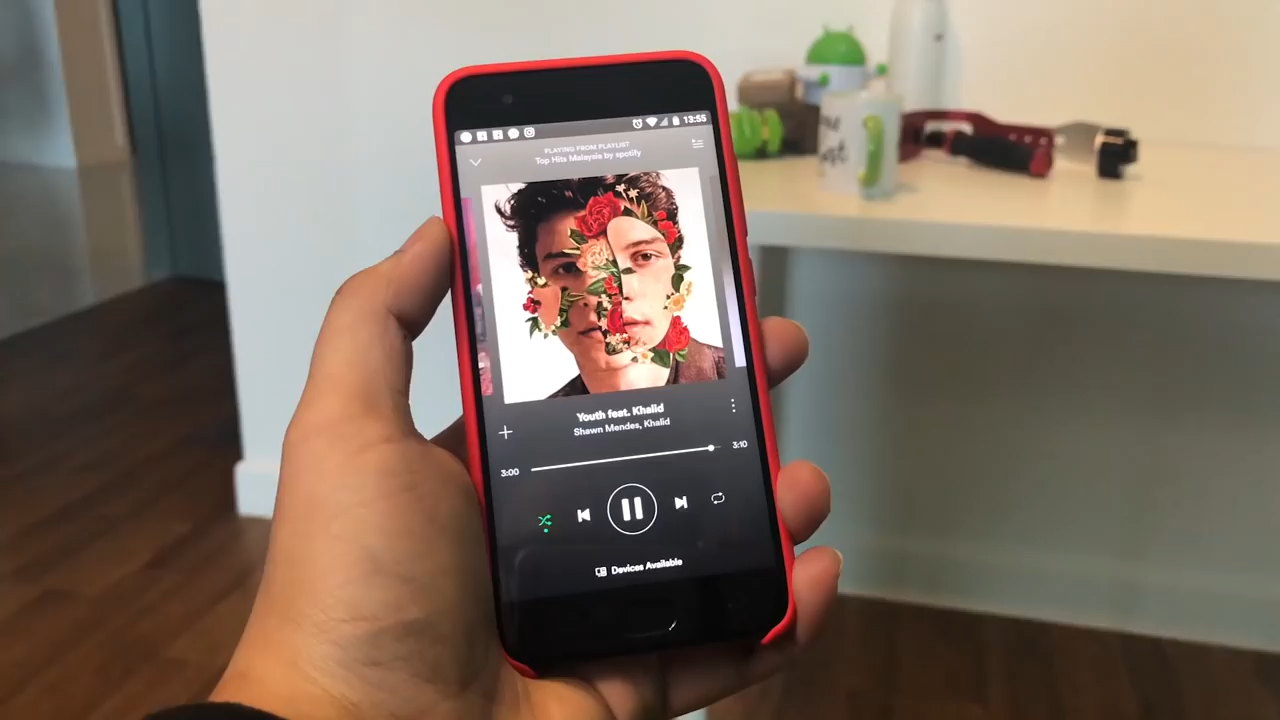 13:55
PLAYING FROM PLAYLIST
Top Hits Malaysia by spotify
Youth feat. Khalid
Shawn Mendes, Khalid
3:00
3:10
Devices Available